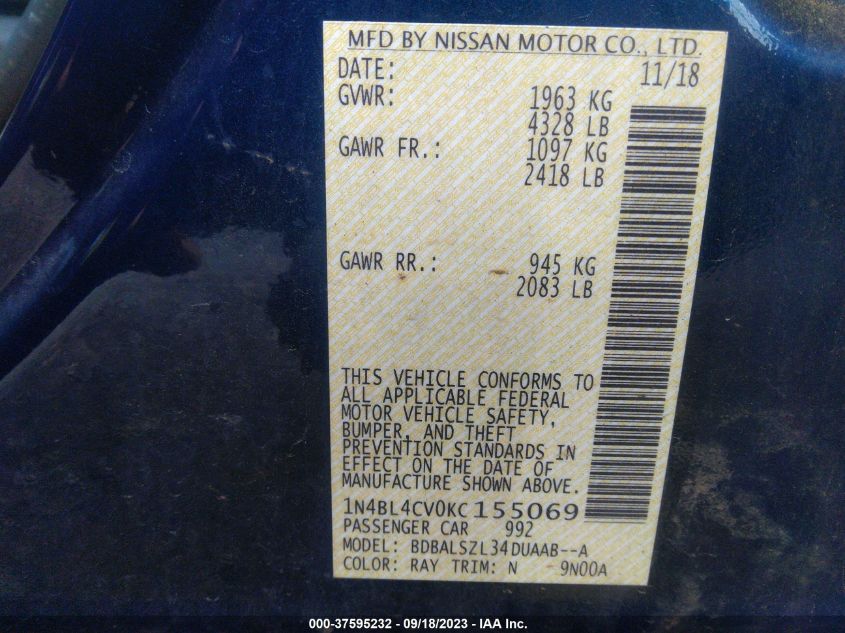 MFD BY NISSAN MOTOR CO., LTD.
DATE: 11/18
GVWR: 1963 KG
4328 LB
GAWR FR.: 1097 KG
2418 LB
GAWR RR.: 945 KG
2083 LB
THIS VEHICLE CONFORMS TO
ALL APPLICABLE FEDERAL
MOTOR VEHICLE SAFETY,
BUMPER, AND THEFT
PREVENTION STANDARDS IN
EFFECT ON THE DATE OF
MANUFACTURE SHOWN ABOVE.
1N4BL4CV0KC155069
PASSENGER CAR 992
MODEL: BDBALSZL34DUAAB--A
COLOR: RAY TRIM: N 9N00A
000-37595232 - 09/18/2023 - IAA Inc.